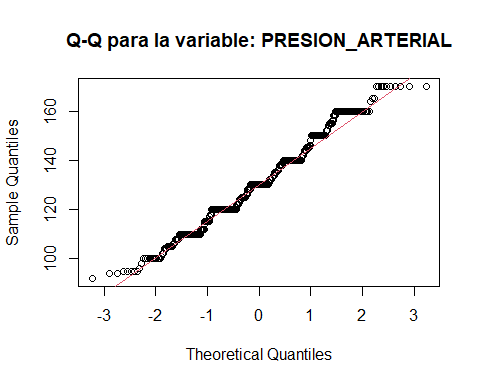 Q-Q para la variable: PRESION_ARTERIAL
Sample Quantiles
160
140
120
100
-3 -2 -1 0 1 2 3
Theoretical Quantiles